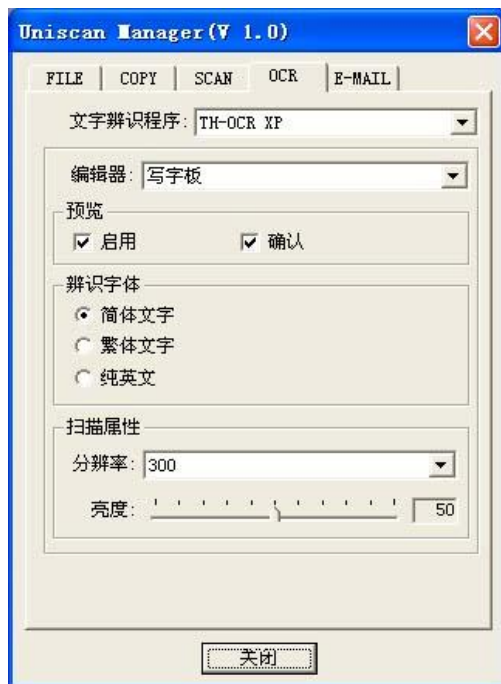 Uniscan Manager(V 1.0)
FILE COPY SCAN OCR E-MAIL
文字辨识程序: TH-OCR XP
编辑器: 写字板
预览
启用 确认
辨识字体
简体文字
繁体文字
纯英文
扫描属性
分辨率: 300
亮度: 50
关闭